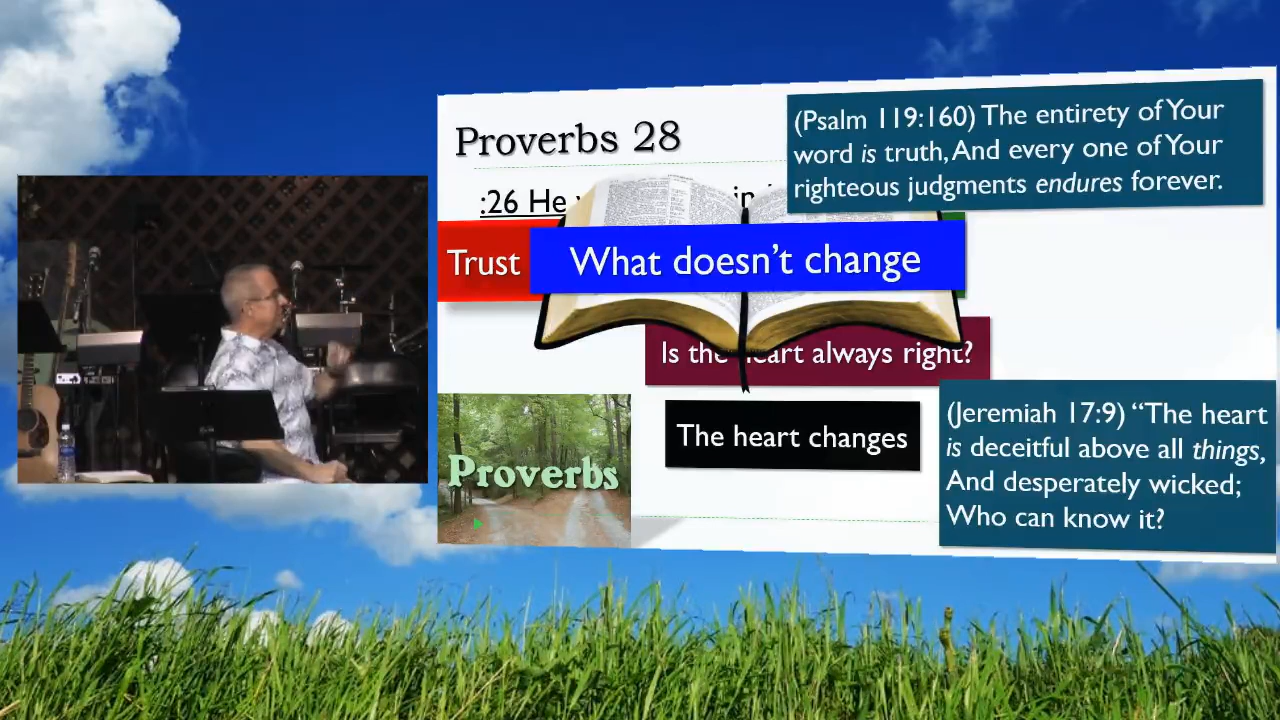 Proverbs 28
(Psalm 119:160) The entirety of Your
word is truth, And every one of Your
righteous judgments endures forever.
:26 He
Trust
What doesn't change
Is the heart always right?
The heart changes
(Jeremiah 17:9) “The heart
is deceitful above all things,
And desperately wicked;
Who can know it?
Proverbs